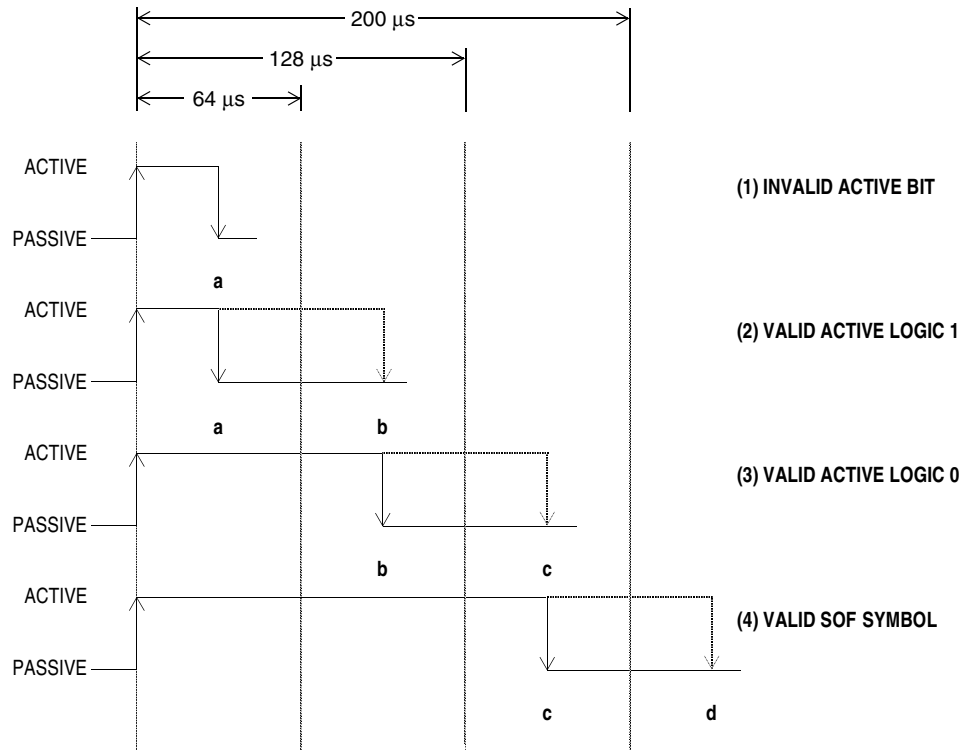 200 μs
128 μs
64 μs
ACTIVE
(1) INVALID ACTIVE BIT
PASSIVE
a
ACTIVE
(2) VALID ACTIVE LOGIC 1
PASSIVE
a b
ACTIVE
(3) VALID ACTIVE LOGIC 0
PASSIVE
b c
ACTIVE
(4) VALID SOF SYMBOL
PASSIVE
c d